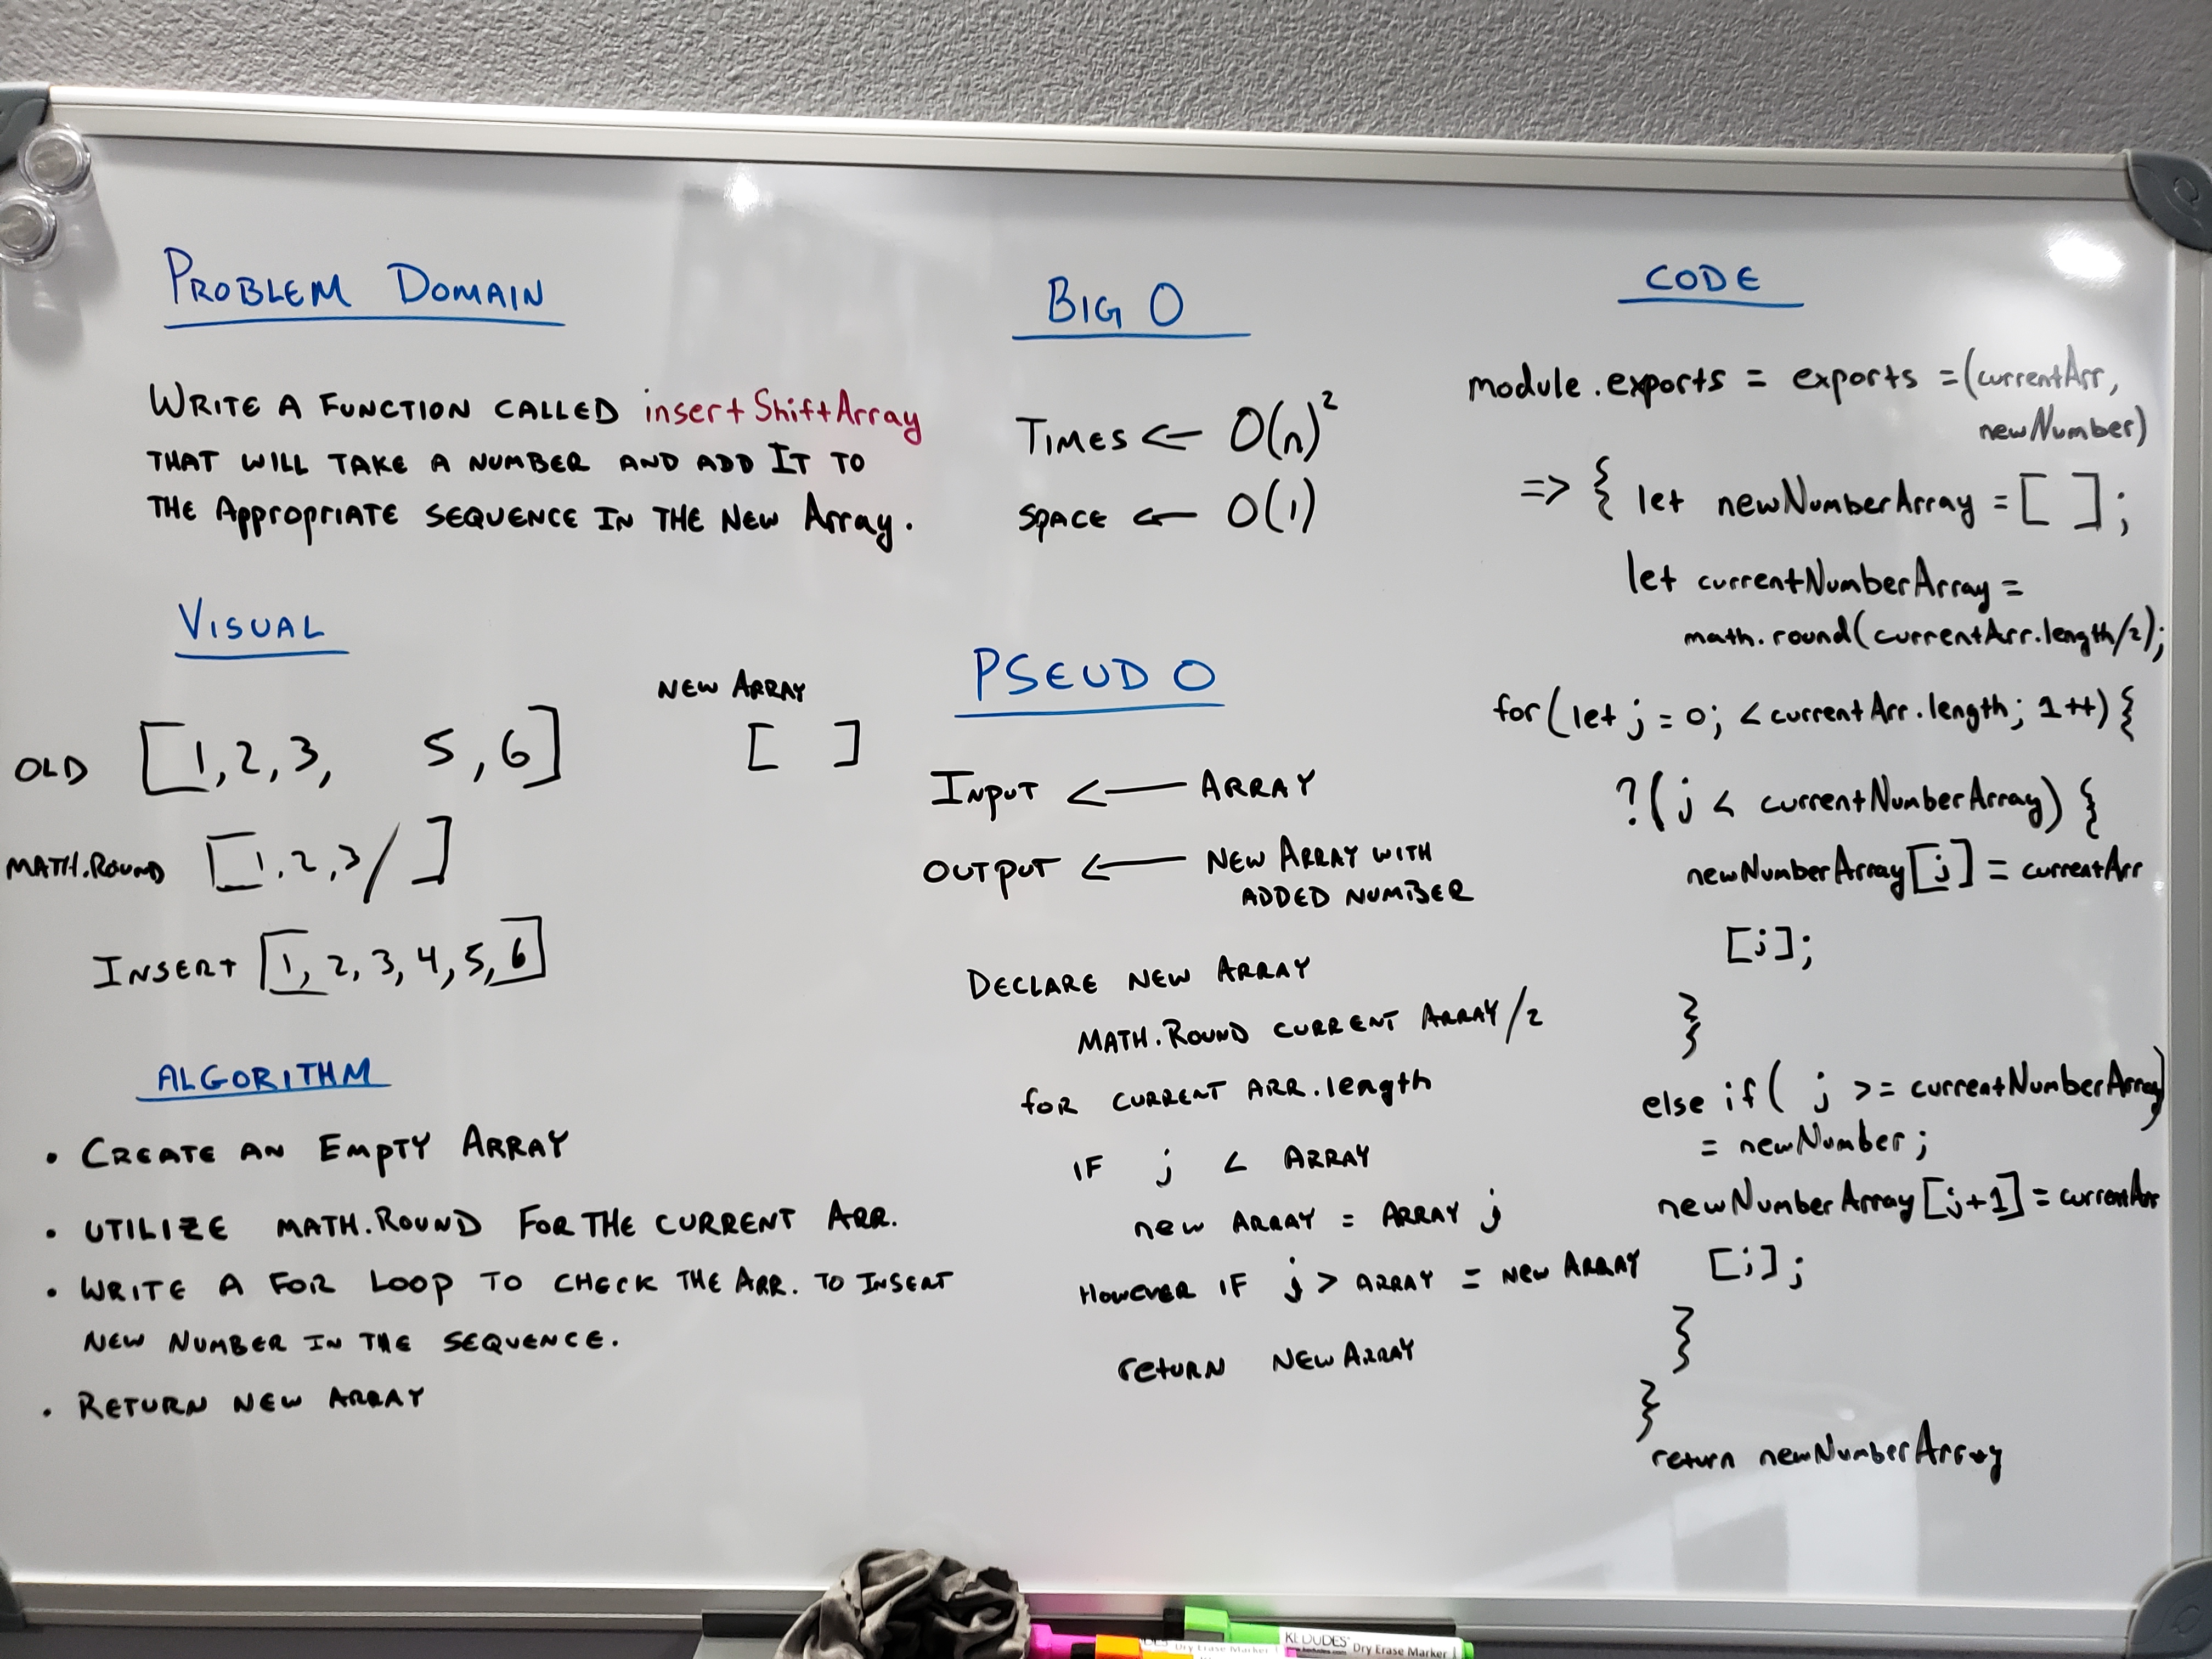 PROBLEM DOMAIN
WRITE A FUNCTION CALLED insertShiftArray
THAT WILL TAKE A NUMBER AND ADD IT TO
THE APPROPRIATE SEQUENCE IN THE NEW Array.
VISUAL
NEW ARRAY
OLD [1,2,3, 5,6] [ ]
MATH.ROUND [1,2,3/ ]
INSERT [1, 2, 3, 4, 5, 6]
ALGORITHM
• CREATE AN EMPTY ARRAY
• UTILIZE MATH.ROUND FOR THE CURRENT ARR.
• WRITE A FOR LOOP TO CHECK THE ARR. TO INSERT
NEW NUMBER IN THE SEQUENCE.
• RETURN NEW ARRAY
BIG O
TIMES <- O(n)²
SPACE <- O(1)
PSEUDO
INPUT <— ARRAY
OUTPUT <— NEW ARRAY WITH
ADDED NUMBER
DECLARE NEW ARRAY
MATH.ROUND CURRENT ARRAY/2
for CURRENT ARR.length
IF j < ARRAY
new ARRAY = ARRAY j
However IF j > ARRAY = NEW ARRAY
return NEW ARRAY
CODE
module.exports = exports =(currentArr,
newNumber)
=> { let newNumberArray = [ ];
let currentNumberArray =
math.round(currentArr.length/2);
for(let j = 0; < currentArr.length; 1++) {
?(j < currentNumberArray) {
newNumberArray[j] = currentArr
[j];
}
else if( j >= currentNumberArray)
= newNumber;
newNumberArray[j+1] = currentArr
[j];
}
}
return newNumberArray
KEDUDES Dry Erase Marker
Dry Erase Marker